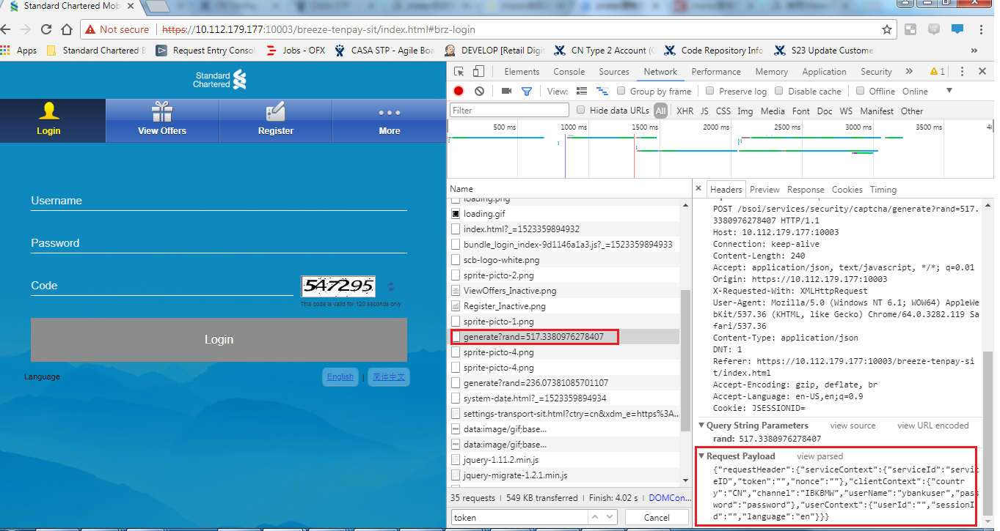 Standard Chartered Mob
Not secure
https://10.112.179.177:10003/breeze-tenpay-sit/index.html#brz-login
Apps
Standard Chartered B
Request Entry Consol
Jobs - OFX
CASA STP - Agile Boa
DEVELOP [Retail Digit
CN Type 2 Account (C
Code Repository Info
S23 Update Custome
»
Standard
Chartered
Login
View Offers
Register
More
Username
Password
Code
547295
This code is valid for 120 seconds only
Login
Language
English | 简体中文
Elements
Console
Sources
Network
Performance
Memory
Application
Security
»
1
View:
Group by frame
Preserve log
Disable cache
Offline
Online
Filter
Hide data URLs
All
XHR
JS
CSS
Img
Media
Font
Doc
WS
Manifest
Other
500 ms
1000 ms
1500 ms
2000 ms
2500 ms
3000 ms
3500 ms
Name
loading.png
loading.gif
index.html?_=1523359894932
bundle_login_index-9d1146a1a3.js?_=1523359894933
scb-logo-white.png
sprite-picto-2.png
ViewOffers_Inactive.png
Register_Inactive.png
sprite-picto-1.png
generate?rand=517.3380976278407
sprite-picto-4.png
sprite-picto-4.png
generate?rand=236.07381085701107
system-date.html?_=1523359894934
settings-transport-sit.html?ctry=cn&xdm_e=https%3A...
data:image/gif;base...
data:image/gif;base...
jquery-1.11.2.min.js
jquery-migrate-1.2.1.min.js
35 requests | 549 KB transferred | Finish: 4.02 s | DOMCon...
token
Cancel
Headers
Preview
Response
Cookies
Timing
POST /bsoi/services/security/captcha/generate?rand=517.
3380976278407 HTTP/1.1
Host: 10.112.179.177:10003
Connection: keep-alive
Content-Length: 240
Accept: application/json, text/javascript, */*; q=0.01
Origin: https://10.112.179.177:10003
X-Requested-With: XMLHttpRequest
User-Agent: Mozilla/5.0 (Windows NT 6.1; WOW64) AppleWe
bKit/537.36 (KHTML, like Gecko) Chrome/64.0.3282.119 Sa
fari/537.36
Content-Type: application/json
DNT: 1
Referer: https://10.112.179.177:10003/breeze-tenpay-si
t/index.html
Accept-Encoding: gzip, deflate, br
Accept-Language: en-US,en;q=0.9
Cookie: JSESSIONID=
Query String Parameters
view source
view URL encoded
rand: 517.3380976278407
Request Payload
view parsed
{"requestHeader":{"serviceContext":{"serviceId":"servic
eID","token":"","nonce":""},"clientContext":{"countr
y":"CN","channel":"IBKBMW","userName":"ybankuser","pass
word":"password"},"userContext":{"userId":"","sessionI
d":"","language":"en"}}}